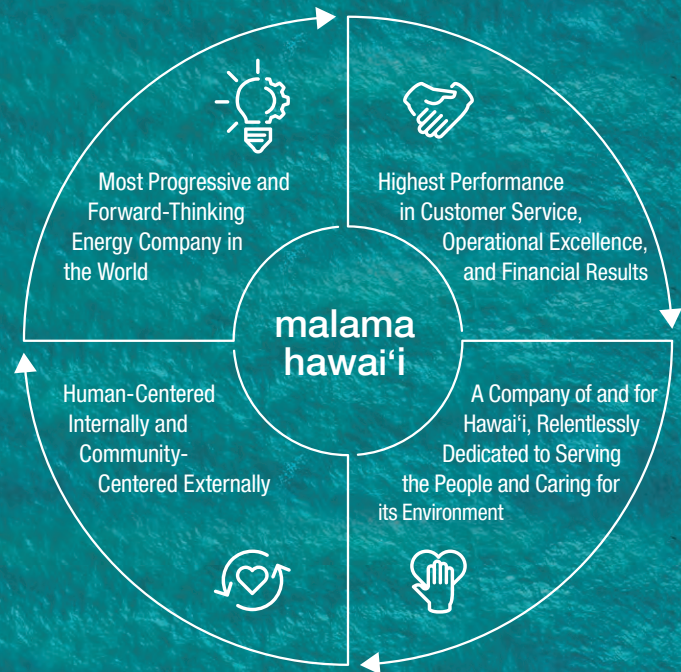 Most Progressive and
Forward-Thinking
Energy Company in
the World
Highest Performance
in Customer Service,
Operational Excellence,
and Financial Results
malama
hawai‘i
Human-Centered
Internally and
Community-
Centered Externally
A Company of and for
Hawai‘i, Relentlessly
Dedicated to Serving
the People and Caring for
its Environment